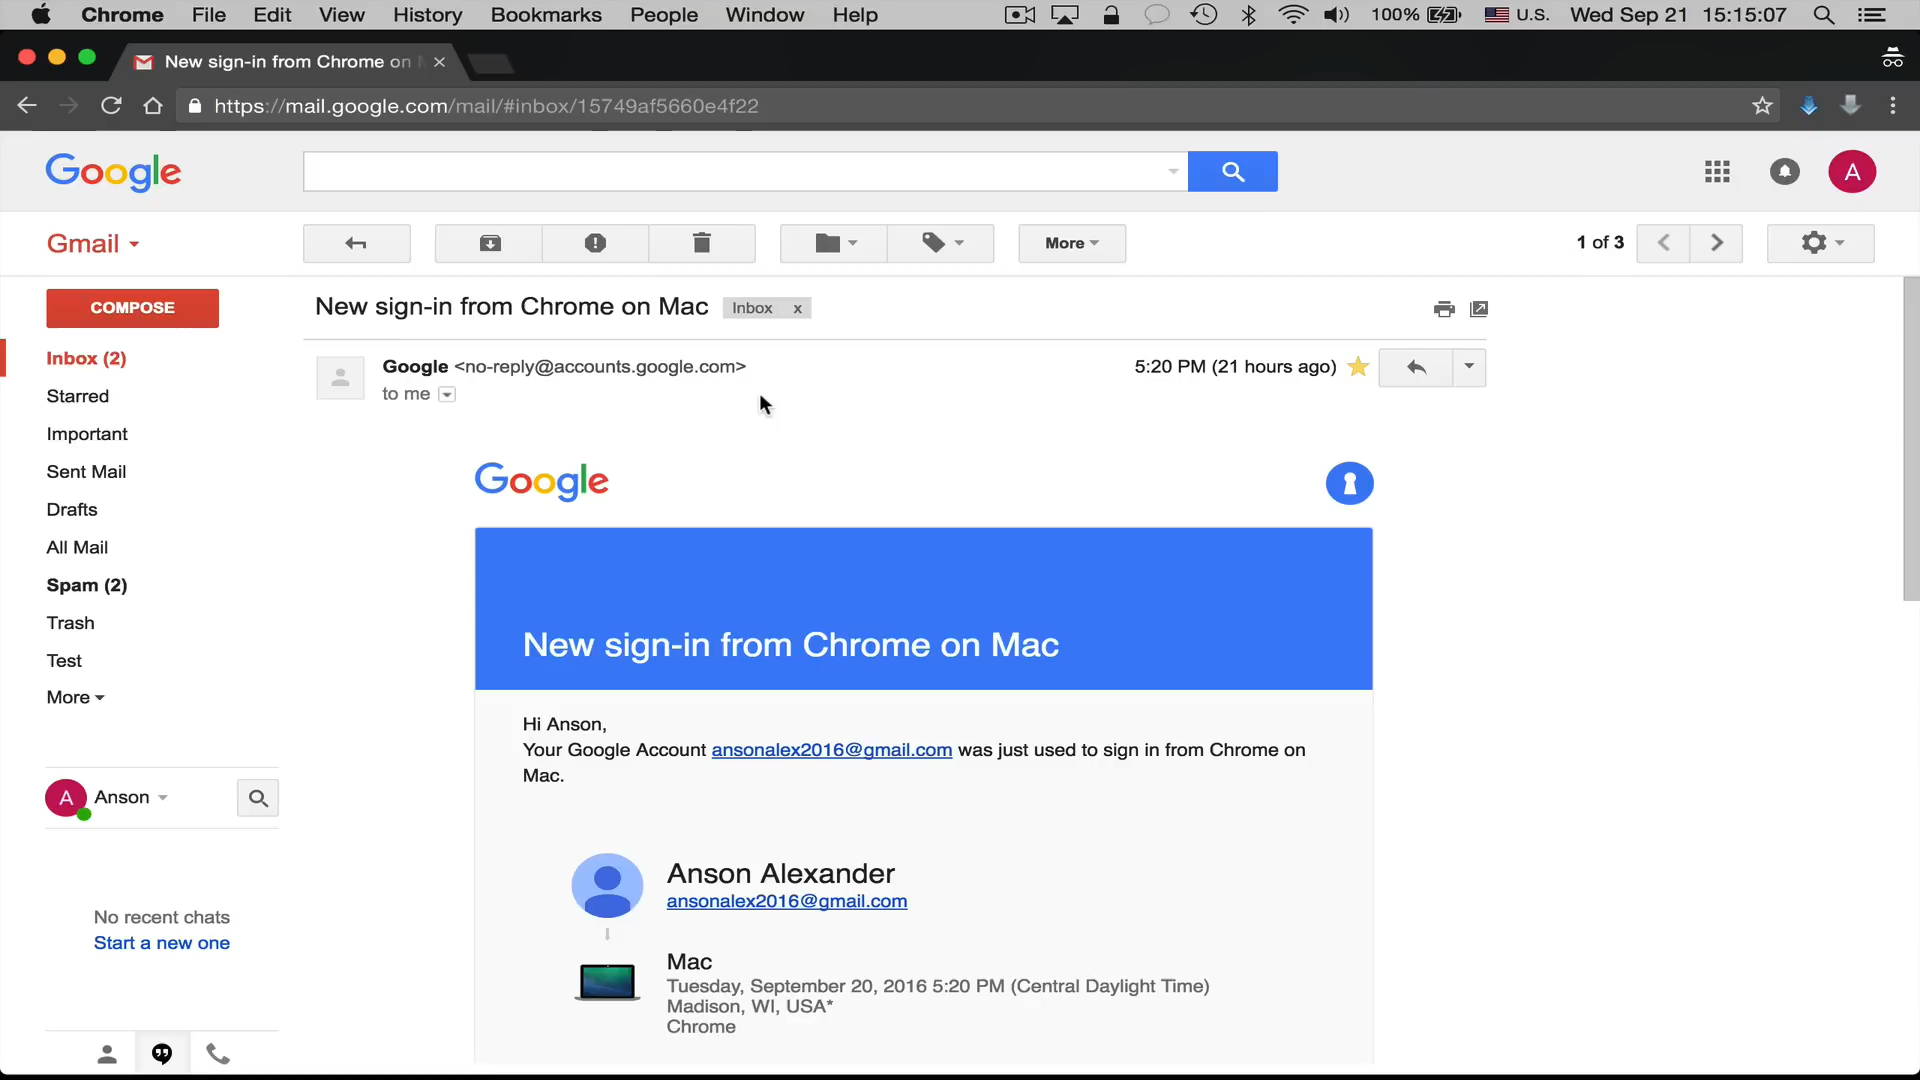 Chrome File Edit View History Bookmarks People Window Help 100% U.S. Wed Sep 21 15:15:07
New sign-in from Chrome on
https://mail.google.com/mail/#inbox/15749af5660e4f22
Google A
Gmail More 1 of 3
COMPOSE
New sign-in from Chrome on Mac Inbox x
Inbox (2)
Google <no-reply@accounts.google.com> 5:20 PM (21 hours ago)
to me
Starred
Important
Sent Mail
Drafts
All Mail
Spam (2)
Trash
Test
More
Google
New sign-in from Chrome on Mac
Hi Anson,
Your Google Account ansonalex2016@gmail.com was just used to sign in from Chrome on
Mac.
A Anson
Anson Alexander
ansonalex2016@gmail.com
No recent chats
Start a new one
Mac
Tuesday, September 20, 2016 5:20 PM (Central Daylight Time)
Madison, WI, USA*
Chrome